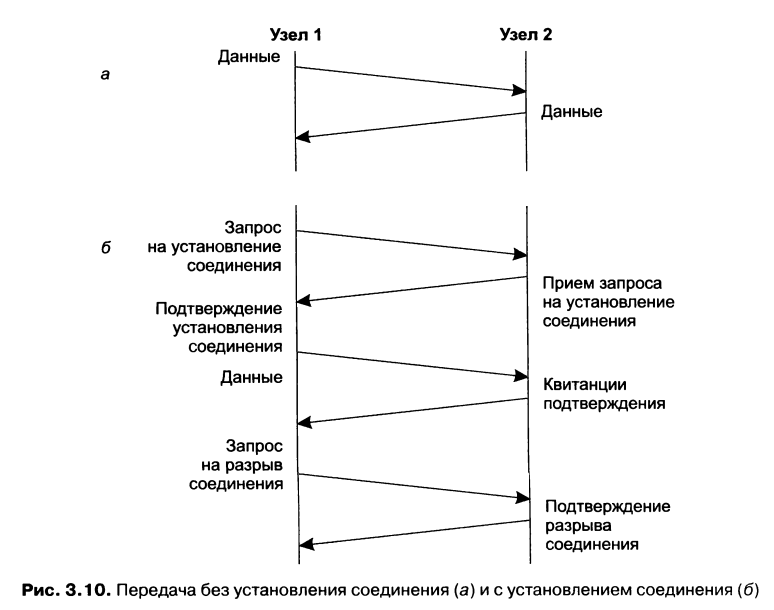 Узел 1
Узел 2
а
Данные
Данные
б
Запрос
на установление
соединения
Прием запроса
на установление
соединения
Подтверждение
установления
соединения
Данные
Квитанции
подтверждения
Запрос
на разрыв
соединения
Подтверждение
разрыва
соединения
Рис. 3.10. Передача без установления соединения (а) и с установлением соединения (б)